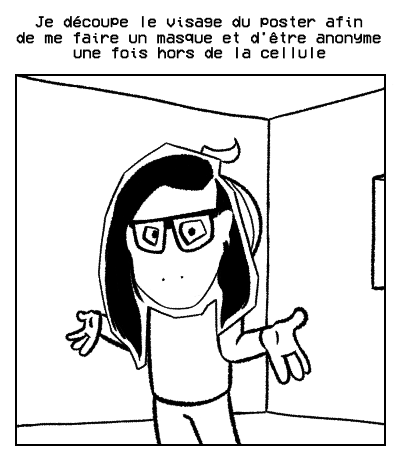 Je découpe le visage du poster afin
de me faire un masque et d'être anonyme
une fois hors de la cellule